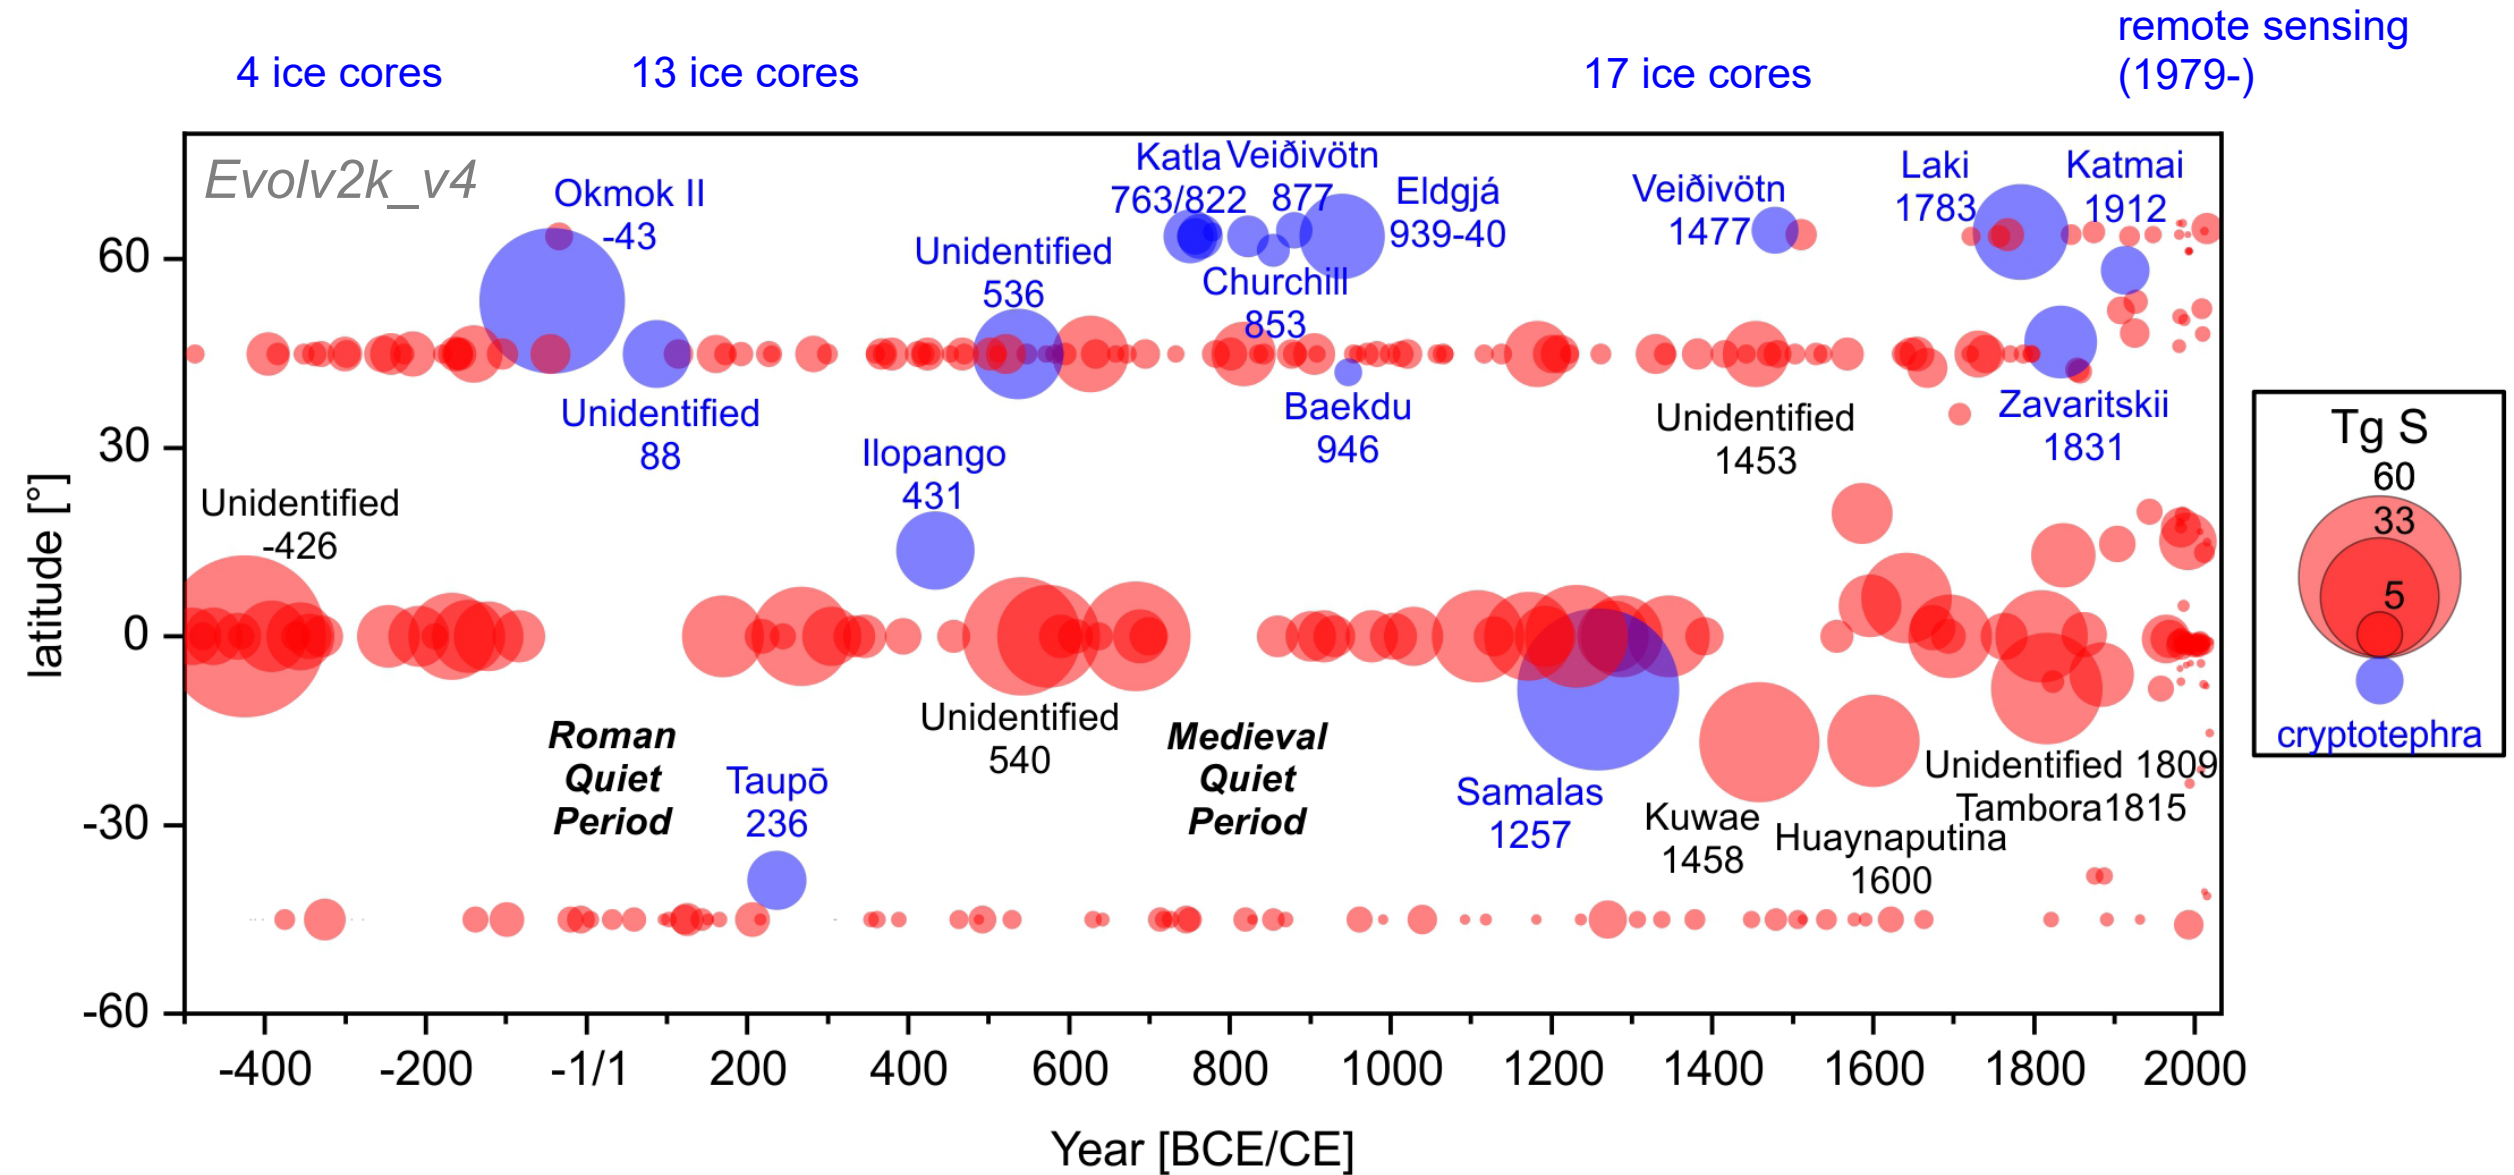 remote sensing
(1979-)
4 ice cores
13 ice cores
17 ice cores
Evolv2k_v4
Okmok II
-43
Unidentified
536
Katla
763/822
Veiðivötn
877
Eldgjá
939-40
Churchill
853
Veiðivötn
1477
Laki
1783
Katmai
1912
Unidentified
88
Ilopango
431
Baekdu
946
Unidentified
1453
Zavaritskii
1831
Unidentified
-426
Unidentified
540
Roman
Quiet
Period
Taupō
236
Medieval
Quiet
Period
Samalas
1257
Kuwae
1458
Huaynaputina
1600
Unidentified 1809
Tambora1815
Tg S
60
33
5
cryptotephra
latitude [°]
60
30
0
-30
-60
-400
-200
-1/1
200
400
600
800
1000
1200
1400
1600
1800
2000
Year [BCE/CE]